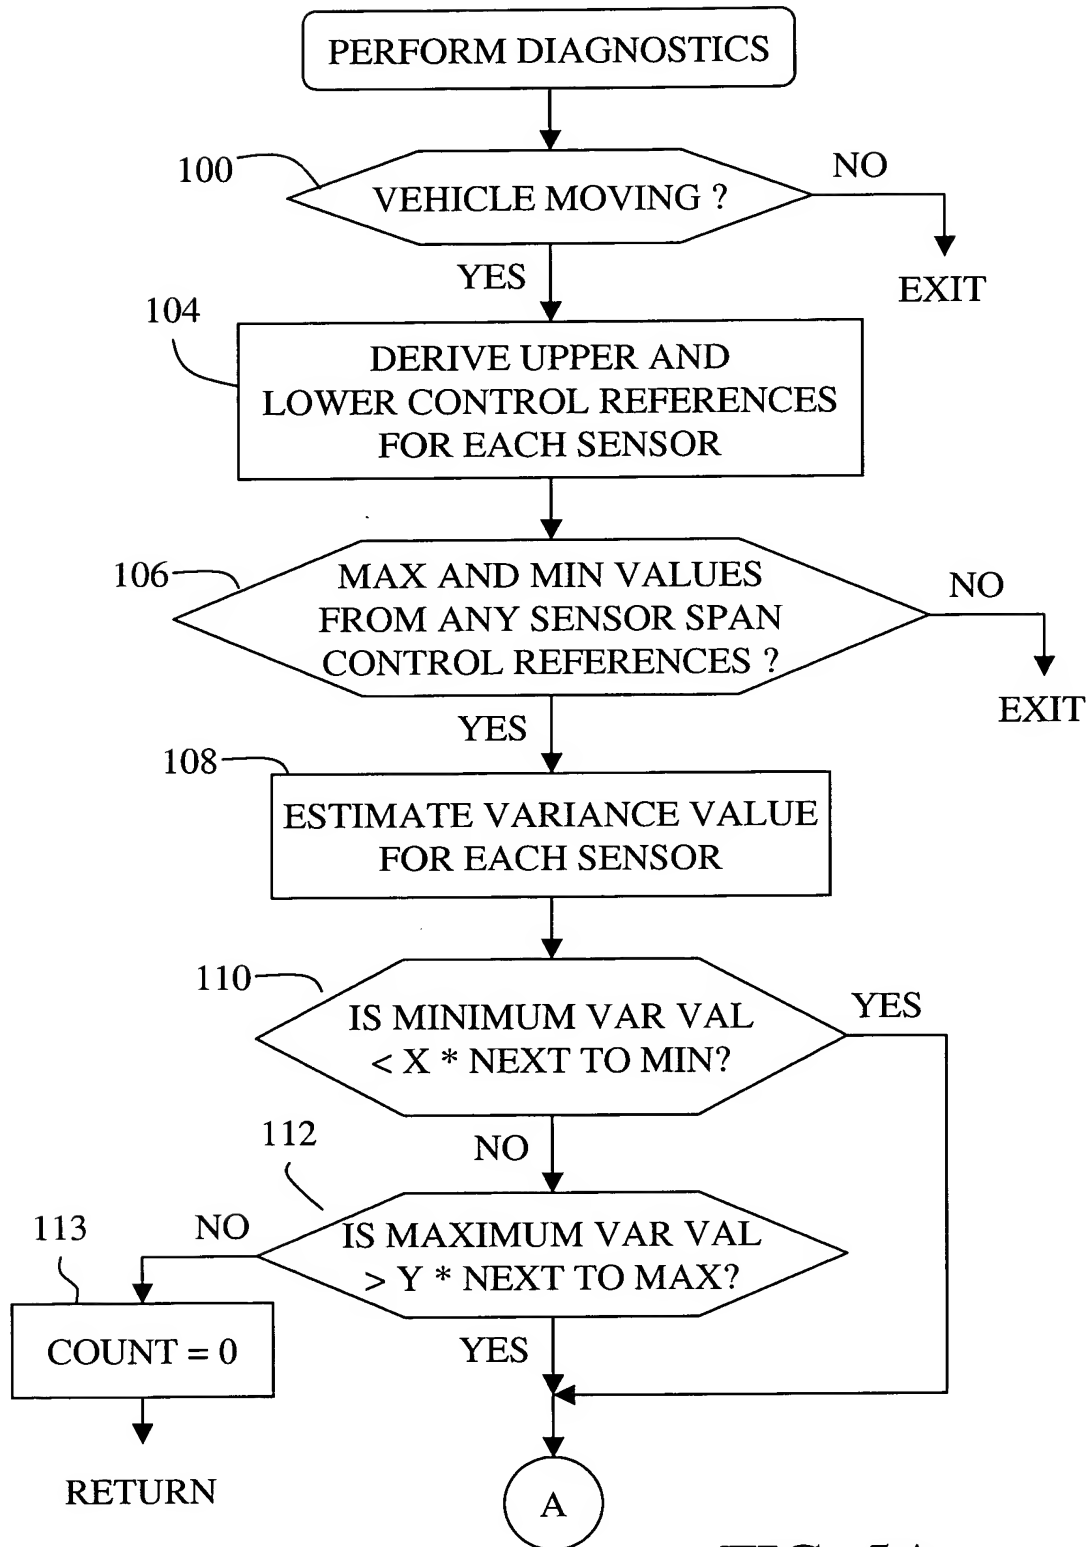 PERFORM DIAGNOSTICS
100
VEHICLE MOVING ?
NO
EXIT
YES
104
DERIVE UPPER AND
LOWER CONTROL REFERENCES
FOR EACH SENSOR
106
MAX AND MIN VALUES
FROM ANY SENSOR SPAN
CONTROL REFERENCES ?
NO
EXIT
YES
108
ESTIMATE VARIANCE VALUE
FOR EACH SENSOR
110
IS MINIMUM VAR VAL
< X * NEXT TO MIN?
YES
NO
112
IS MAXIMUM VAR VAL
> Y * NEXT TO MAX?
NO
113
COUNT = 0
YES
RETURN
A